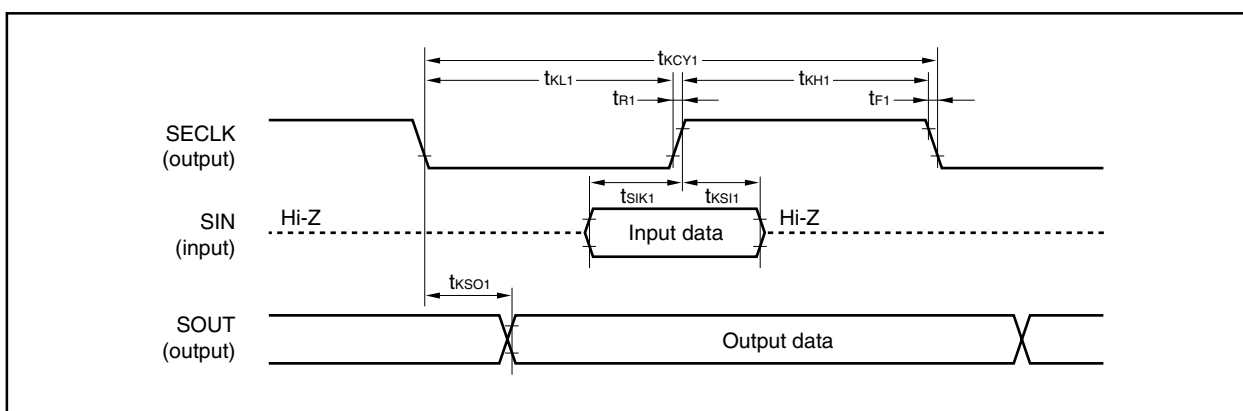 tKCY1
tKL1
tKH1
tR1
tF1
SECLK
(output)
tSIK1
tKSI1
SIN
(input)
Hi-Z
Input data
Hi-Z
tKSO1
SOUT
(output)
Output data